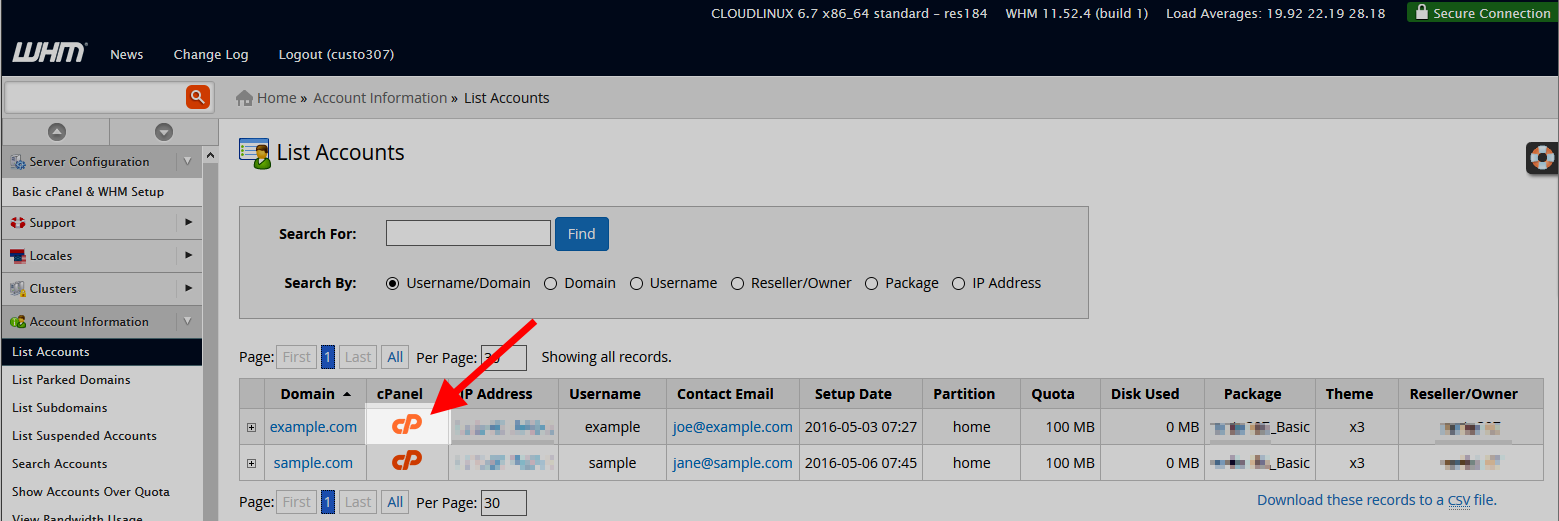 CLOUDLINUX 6.7 x86_64 standard – res184 WHM 11.52.4 (build 1) Load Averages: 19.92 22.19 28.18 Secure Connection
WHM News Change Log Logout (custo307)
Home » Account Information » List Accounts
Server Configuration
Basic cPanel & WHM Setup
Support
Locales
Clusters
Account Information
List Accounts
List Parked Domains
List Subdomains
List Suspended Accounts
Search Accounts
Show Accounts Over Quota
View Bandwidth Usage
List Accounts
Search For: Find
Search By: Username/Domain Domain Username Reseller/Owner Package IP Address
Page: First 1 Last All Per Page: Showing all records.
Domain cPanel IP Address Username Contact Email Setup Date Partition Quota Disk Used Package Theme Reseller/Owner
example.com cP example joe@example.com 2016-05-03 07:27 home 100 MB 0 MB _Basic x3
sample.com cP sample jane@sample.com 2016-05-06 07:45 home 100 MB 0 MB _Basic x3
Page: First 1 Last All Per Page: 30 Download these records to a CSV file.